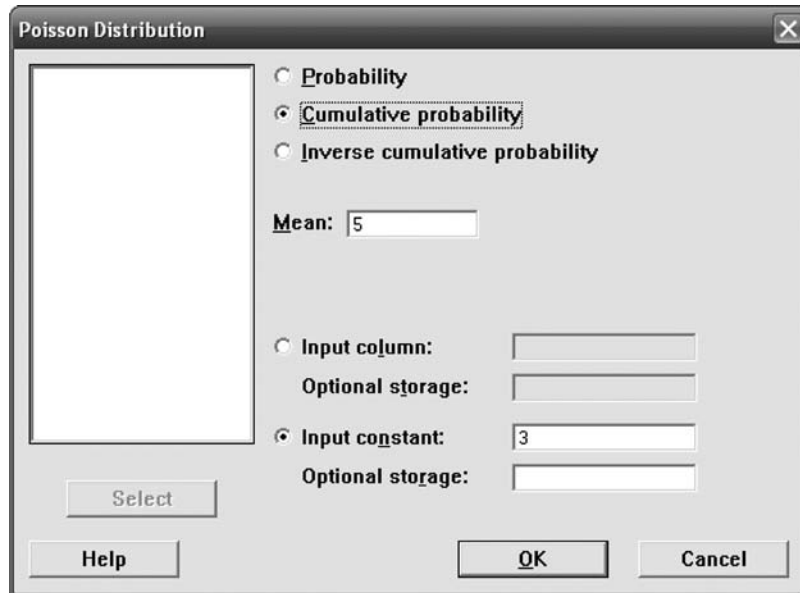 Poisson Distribution
Probability
Cumulative probability
Inverse cumulative probability
Mean: 5
Input column:
Optional storage:
Input constant: 3
Optional storage:
Select
Help OK Cancel